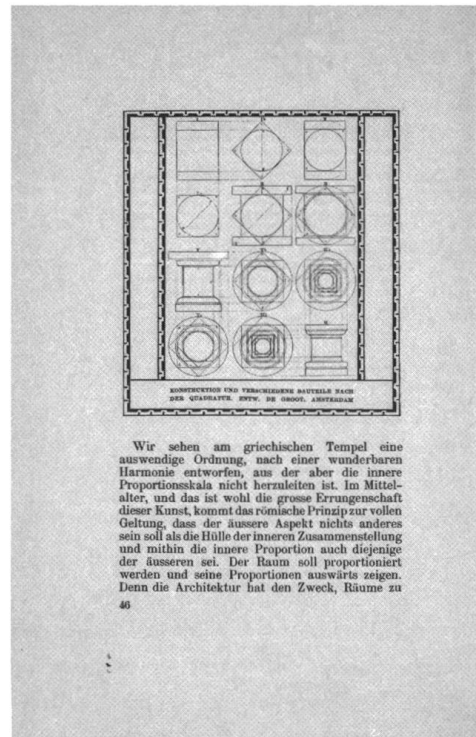 KONSTRUKTION UND VERSCHIEDENE BAUTEILE NACH
DER QUADRATUR. ENTW. DE GROOT, AMSTERDAM
Wir sehen am griechischen Tempel eine
auswendige Ordnung, nach einer wunderbaren
Harmonie entworfen, aus der aber die innere
Proportionsskala nicht herzuleiten ist. Im Mittel-
alter, und das ist wohl die grosse Errungenschaft
dieser Kunst, kommt das römische Prinzip zur vollen
Geltung, dass der äussere Aspekt nichts anderes
sein soll als die Hülle der inneren Zusammenstellung
und mithin die innere Proportion auch diejenige
der äusseren sei. Der Raum soll proportioniert
werden und seine Proportionen auswärts zeigen.
Denn die Architektur hat den Zweck, Räume zu
46